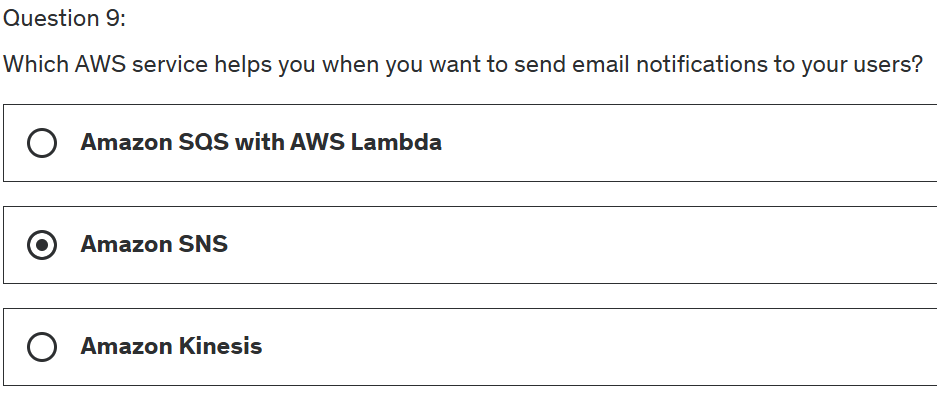 Question 9:
Which AWS service helps you when you want to send email notifications to your users?
Amazon SQS with AWS Lambda
Amazon SNS
Amazon Kinesis